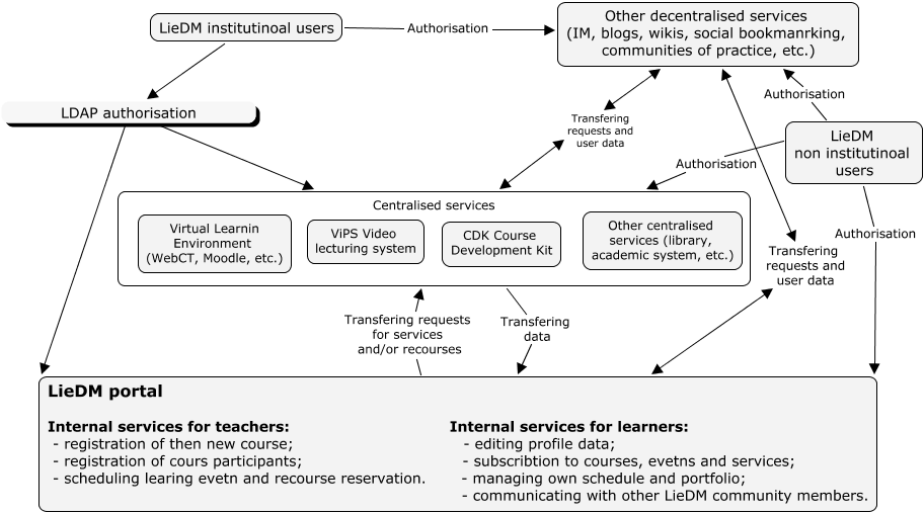 LieDM institutinoal users
Authorisation
Other decentralised services
(IM, blogs, wikis, social bookmanrking,
communities of practice, etc.)
LDAP authorisation
Transfering
requests and
user data
Authorisation
LieDM
non institutinoal
users
Authorisation
Centralised services
Virtual Learnin
Environment
(WebCT, Moodle, etc.)
ViPS Video
lecturing system
CDK Course
Development Kit
Other centralised
services (library,
academic system, etc.)
Authorisation
Transfering
requests and
user data
Transfering requests
for services
and/or recourses
Transfering
data
LieDM portal
Internal services for teachers:
- registration of then new course;
- registration of cours participants;
- scheduling learing evetn and recourse reservation.
Internal services for learners:
- editing profile data;
- subscribtion to courses, evetns and services;
- managing own schedule and portfolio;
- communicating with other LieDM community members.